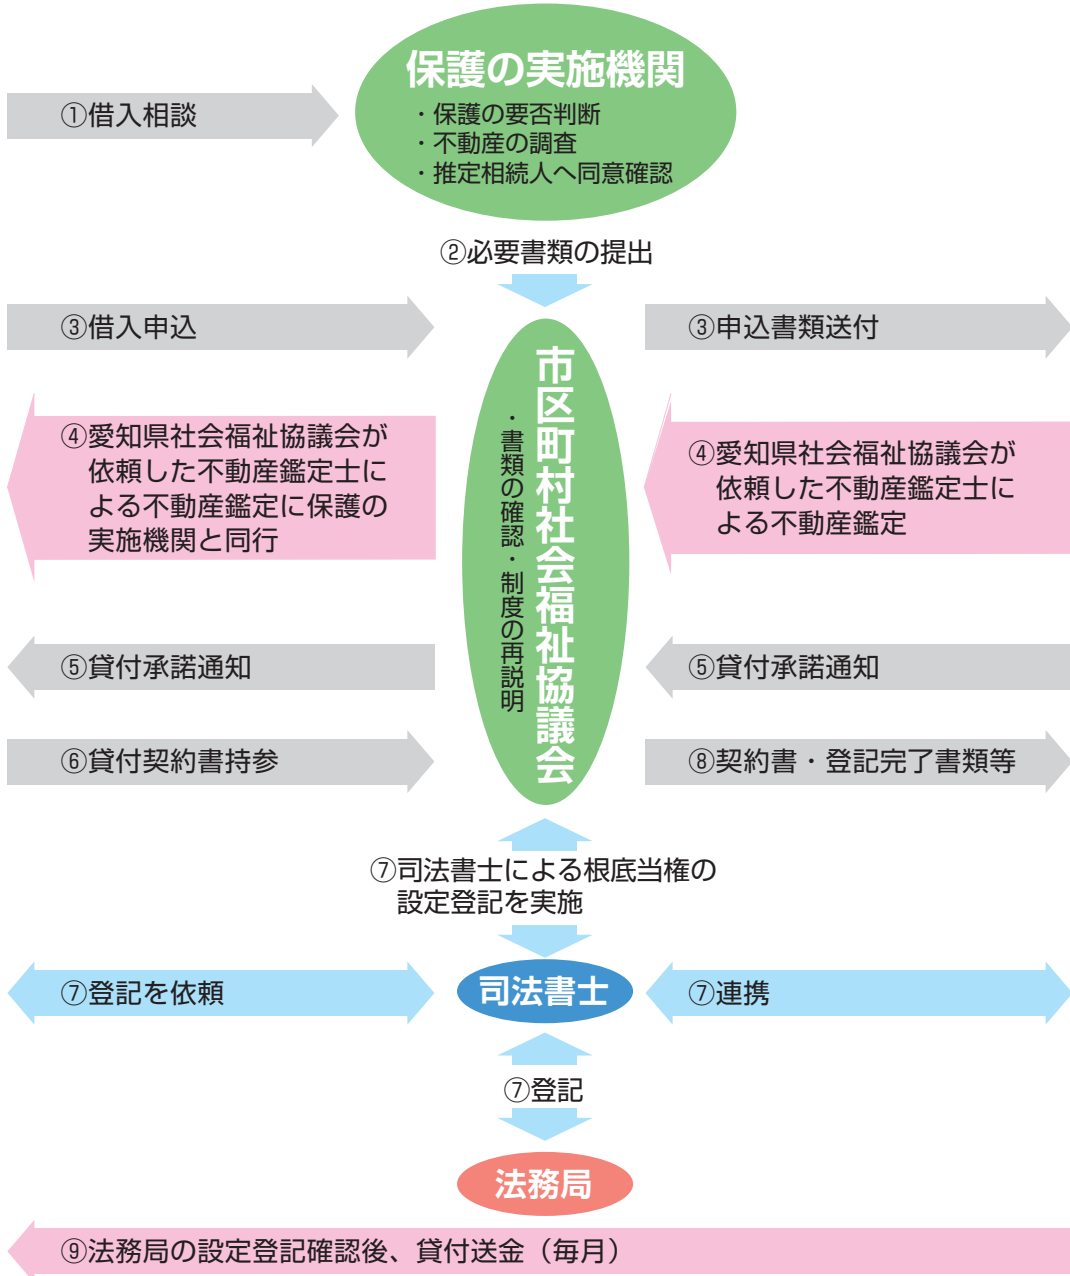 保護の実施機関
・保護の要否判断
・不動産の調査
・推定相続人へ同意確認
①借入相談
②必要書類の提出
③借入申込
③申込書類送付
市区町村社会福祉協議会
・書類の確認・制度の再説明
④愛知県社会福祉協議会が
依頼した不動産鑑定士に
よる不動産鑑定に保護の
実施機関と同行
④愛知県社会福祉協議会が
依頼した不動産鑑定士に
よる不動産鑑定
⑤貸付承諾通知
⑤貸付承諾通知
⑥貸付契約書持参
⑧契約書・登記完了書類等
⑦司法書士による根底当権の
設定登記を実施
⑦登記を依頼
司法書士
⑦連携
⑦登記
法務局
⑨法務局の設定登記確認後、貸付送金（毎月）